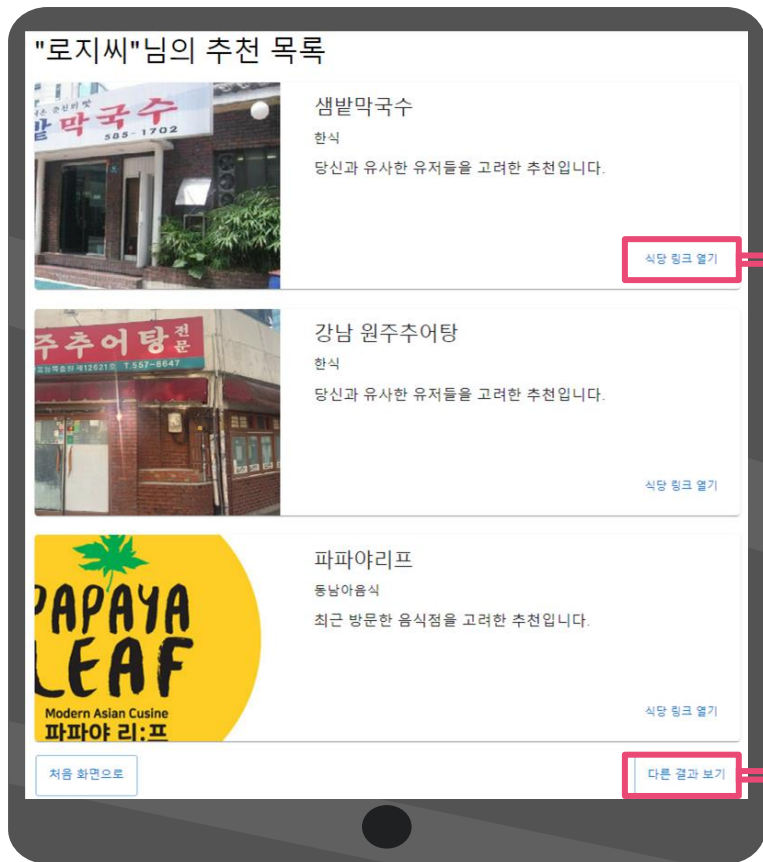 "로지씨"님의 추천 목록
밭막국수
585-1702
샘밭막국수
한식
당신과 유사한 유저들을 고려한 추천입니다.
식당 링크 열기
주추어탕 전문
T.557-8647
강남 원주추어탕
한식
당신과 유사한 유저들을 고려한 추천입니다.
식당 링크 열기
PAPAYA
LEAF
Modern Asian Cusine
파파야 리:프
파파야리프
동남아음식
최근 방문한 음식점을 고려한 추천입니다.
식당 링크 열기
처음 화면으로
다른 결과 보기